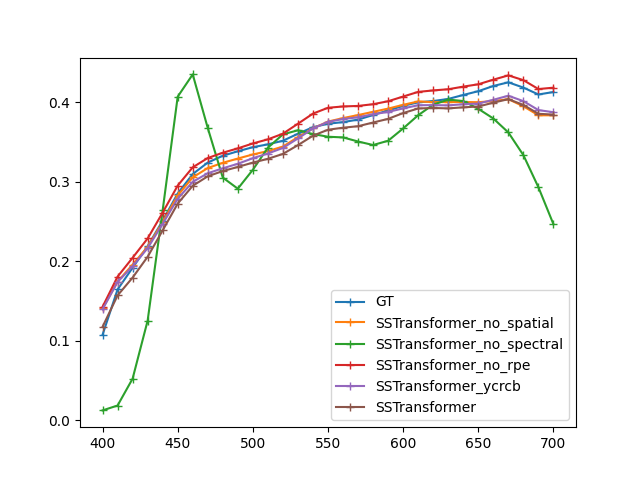 0.4
0.3
0.2
0.1
0.0
400 450 500 550 600 650 700
GT
SSTransformer_no_spatial
SSTransformer_no_spectral
SSTransformer_no_rpe
SSTransformer_ycrcb
SSTransformer